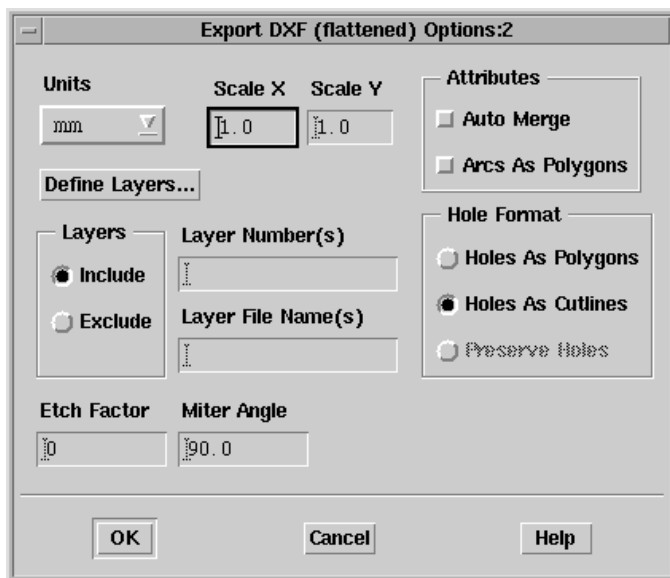 Export DXF (flattened) Options:2
Units
Scale X
Scale Y
mm
1.0
1.0
Define Layers...
Attributes
Auto Merge
Arcs As Polygons
Layers
Include
Exclude
Layer Number(s)
Layer File Name(s)
Hole Format
Holes As Polygons
Holes As Cutlines
Preserve Holes
Etch Factor
Miter Angle
0
90.0
OK
Cancel
Help